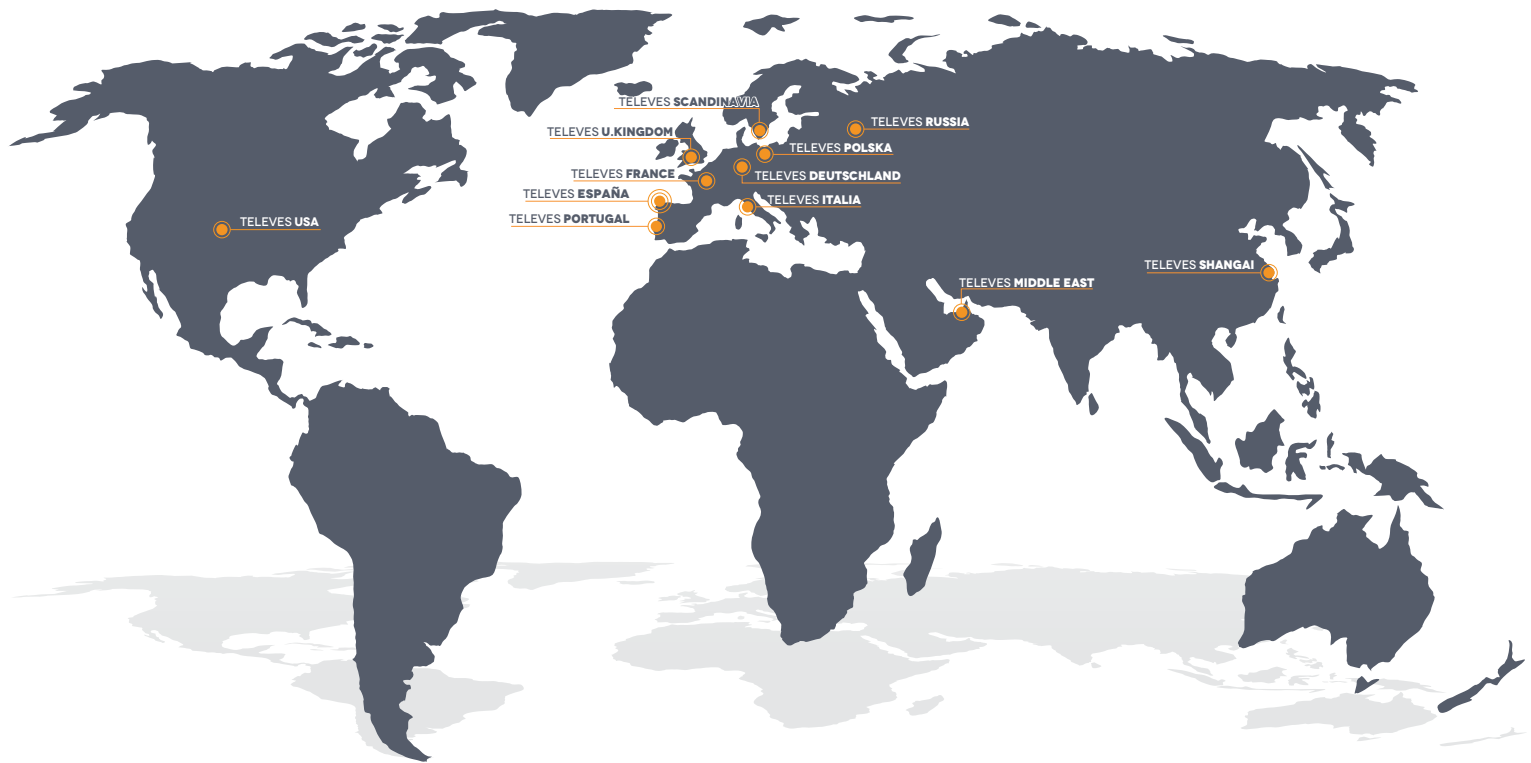 TELEVES SCANDINAVIA
TELEVES RUSSIA
TELEVES U.KINGDOM
TELEVES POLSKA
TELEVES FRANCE
TELEVES DEUTSCHLAND
TELEVES ESPAÑA
TELEVES ITALIA
TELEVES PORTUGAL
TELEVES USA
TELEVES SHANGAI
TELEVES MIDDLE EAST